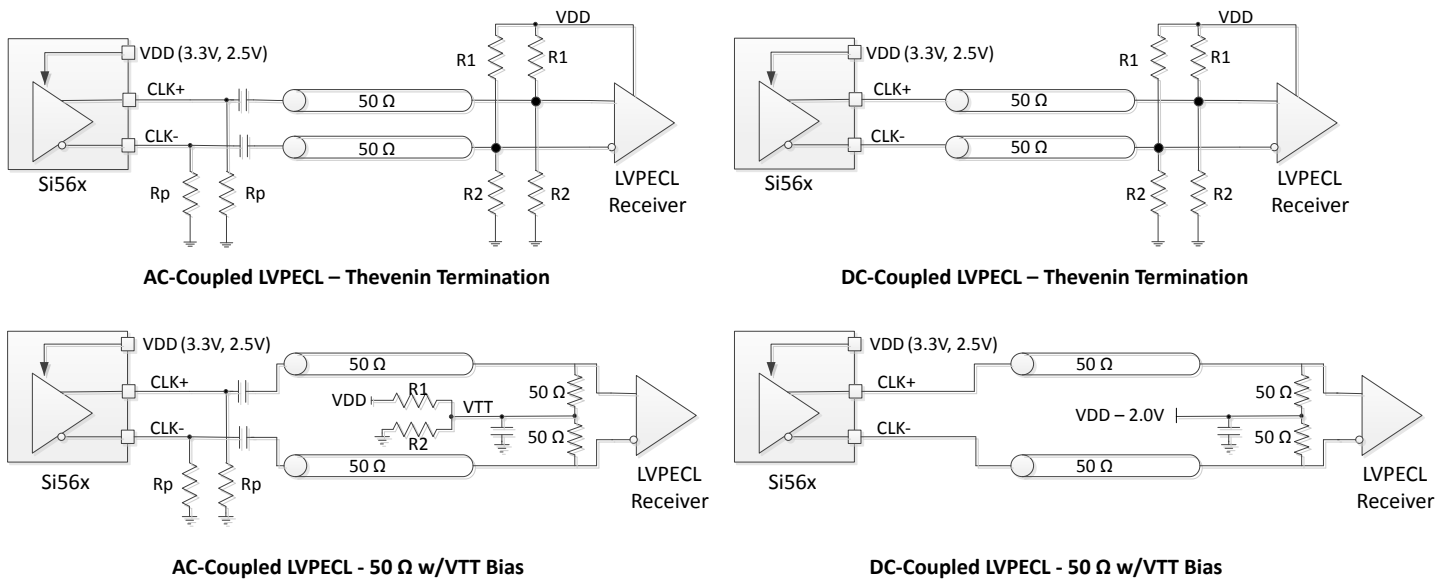 VDD
VDD (3.3V, 2.5V)
R1
R1
CLK+
50 Ω
CLK-
50 Ω
Si56x
Rp
Rp
R2
R2
LVPECL
Receiver
AC-Coupled LVPECL – Thevenin Termination
VDD
VDD (3.3V, 2.5V)
R1
R1
CLK+
50 Ω
CLK-
50 Ω
Si56x
R2
R2
LVPECL
Receiver
DC-Coupled LVPECL – Thevenin Termination
VDD (3.3V, 2.5V)
50 Ω
CLK+
R1
VDD
VTT
50 Ω
CLK-
R2
50 Ω
50 Ω
Si56x
Rp
Rp
LVPECL
Receiver
AC-Coupled LVPECL - 50 Ω w/VTT Bias
VDD (3.3V, 2.5V)
50 Ω
CLK+
50 Ω
VDD – 2.0V
CLK-
50 Ω
50 Ω
Si56x
LVPECL
Receiver
DC-Coupled LVPECL - 50 Ω w/VTT Bias